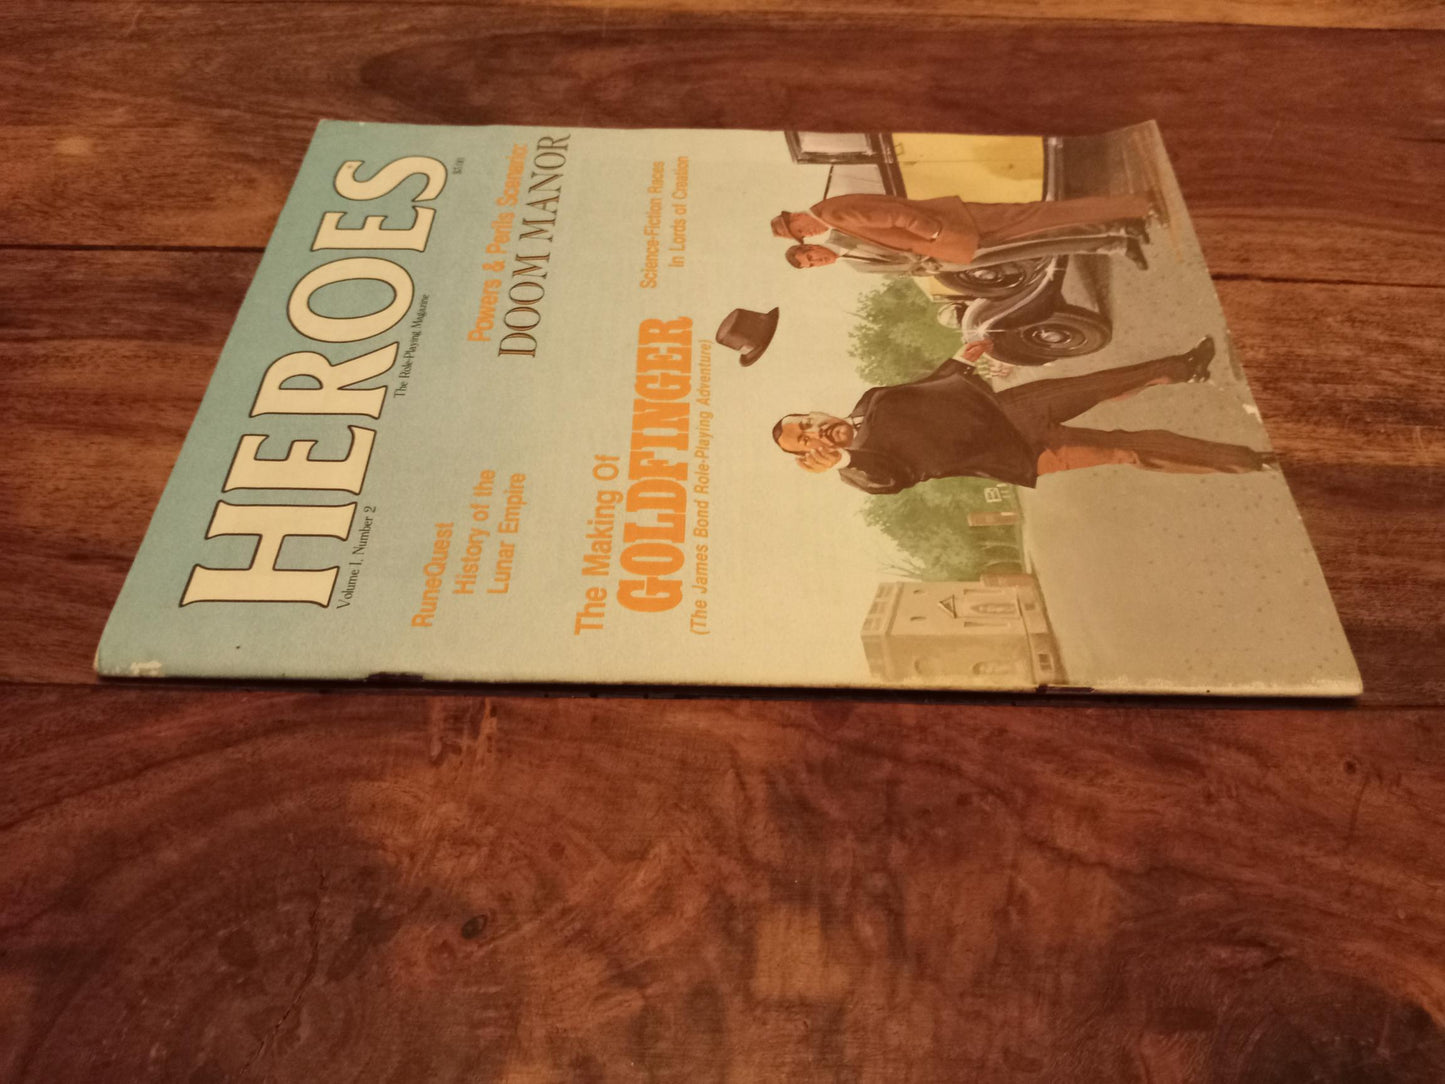 HEROES
Volume I, Number 2
The Role-Playing Magazine
$3.00
RuneQuest
History of the
Lunar Empire
Powers & Perils Scenario:
DOOM MANOR
The Making Of
GOLDFINGER
(The James Bond Role-Playing Adventure)
Science-Fiction Races
In Lords of Creation